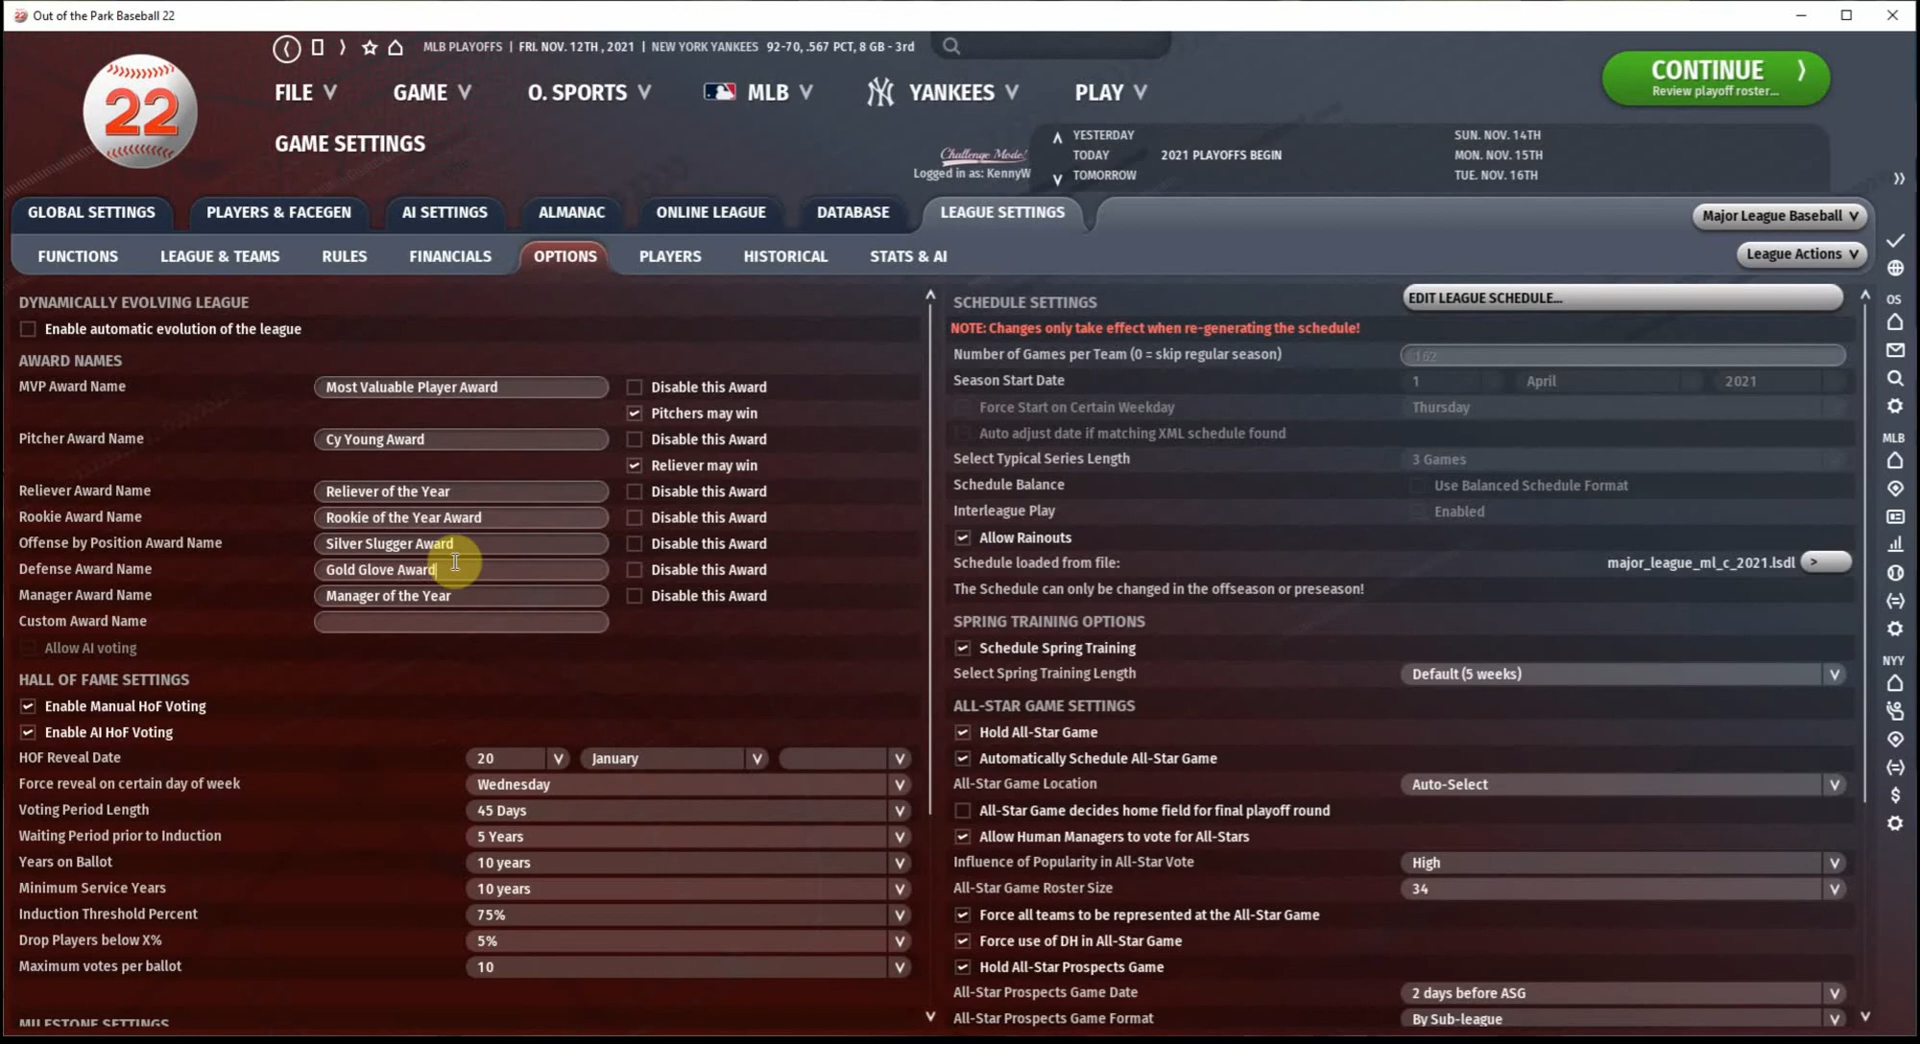 Out of the Park Baseball 22
MLB PLAYOFFS | FRI. NOV. 12TH , 2021 | NEW YORK YANKEES 92-70, .567 PCT, 8 GB - 3rd
22
FILE
GAME
O. SPORTS
MLB
YANKEES
PLAY
CONTINUE
Review playoff roster...
GAME SETTINGS
Challenge Mode!
Logged in as: KennyW
YESTERDAY
TODAY
TOMORROW
2021 PLAYOFFS BEGIN
SUN. NOV. 14TH
MON. NOV. 15TH
TUE. NOV. 16TH
GLOBAL SETTINGS
PLAYERS & FACEGEN
AI SETTINGS
ALMANAC
ONLINE LEAGUE
DATABASE
LEAGUE SETTINGS
Major League Baseball
FUNCTIONS
LEAGUE & TEAMS
RULES
FINANCIALS
OPTIONS
PLAYERS
HISTORICAL
STATS & AI
League Actions
DYNAMICALLY EVOLVING LEAGUE
Enable automatic evolution of the league
AWARD NAMES
MVP Award Name
Most Valuable Player Award
Disable this Award
Pitchers may win
Pitcher Award Name
Cy Young Award
Disable this Award
Reliever may win
Reliever Award Name
Reliever of the Year
Disable this Award
Rookie Award Name
Rookie of the Year Award
Disable this Award
Offense by Position Award Name
Silver Slugger Award
Disable this Award
Defense Award Name
Gold Glove Award
Disable this Award
Manager Award Name
Manager of the Year
Disable this Award
Custom Award Name
Allow AI voting
HALL OF FAME SETTINGS
Enable Manual HoF Voting
Enable AI HoF Voting
HOF Reveal Date
20
January
Force reveal on certain day of week
Wednesday
Voting Period Length
45 Days
Waiting Period prior to Induction
5 Years
Years on Ballot
10 years
Minimum Service Years
10 years
Induction Threshold Percent
75%
Drop Players below X%
5%
Maximum votes per ballot
10
MILESTONE SETTINGS
SCHEDULE SETTINGS
EDIT LEAGUE SCHEDULE...
NOTE: Changes only take effect when re-generating the schedule!
Number of Games per Team (0 = skip regular season)
162
Season Start Date
1
April
2021
Force Start on Certain Weekday
Thursday
Auto adjust date if matching XML schedule found
Select Typical Series Length
3 Games
Schedule Balance
Use Balanced Schedule Format
Interleague Play
Enabled
Allow Rainouts
Schedule loaded from file:
major_league_ml_c_2021.lsdl
>
The Schedule can only be changed in the offseason or preseason!
SPRING TRAINING OPTIONS
Schedule Spring Training
Select Spring Training Length
Default (5 weeks)
ALL-STAR GAME SETTINGS
Hold All-Star Game
Automatically Schedule All-Star Game
All-Star Game Location
Auto-Select
All-Star Game decides home field for final playoff round
Allow Human Managers to vote for All-Stars
Influence of Popularity in All-Star Vote
High
All-Star Game Roster Size
34
Force all teams to be represented at the All-Star Game
Force use of DH in All-Star Game
Hold All-Star Prospects Game
All-Star Prospects Game Date
2 days before ASG
All-Star Prospects Game Format
By Sub-league
OS
MLB
NYY
$